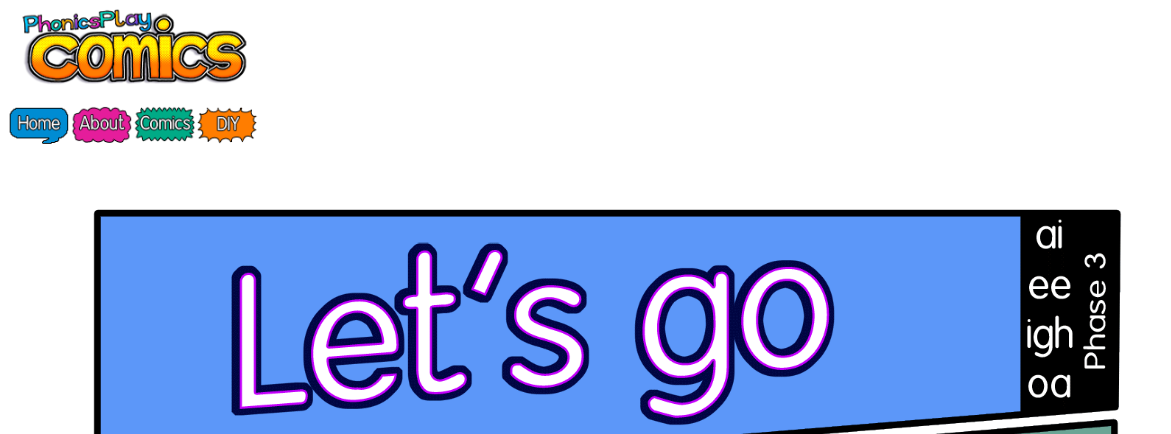 PhonicsPlay
comics
Home About Comics DIY
Let's go
ai
ee
igh
oa
Phase 3